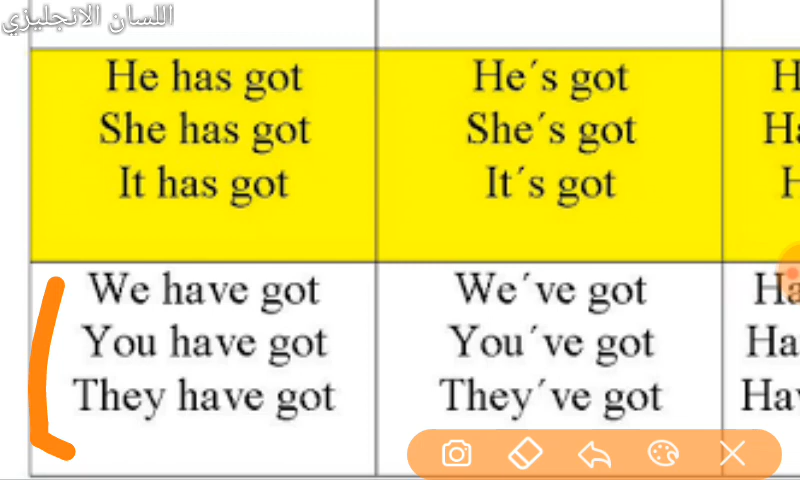 اللسان الانجليزي
He has got
She has got
It has got
He´s got
She´s got
It´s got
We have got
You have got
They have got
We´ve got
You´ve got
They´ve got